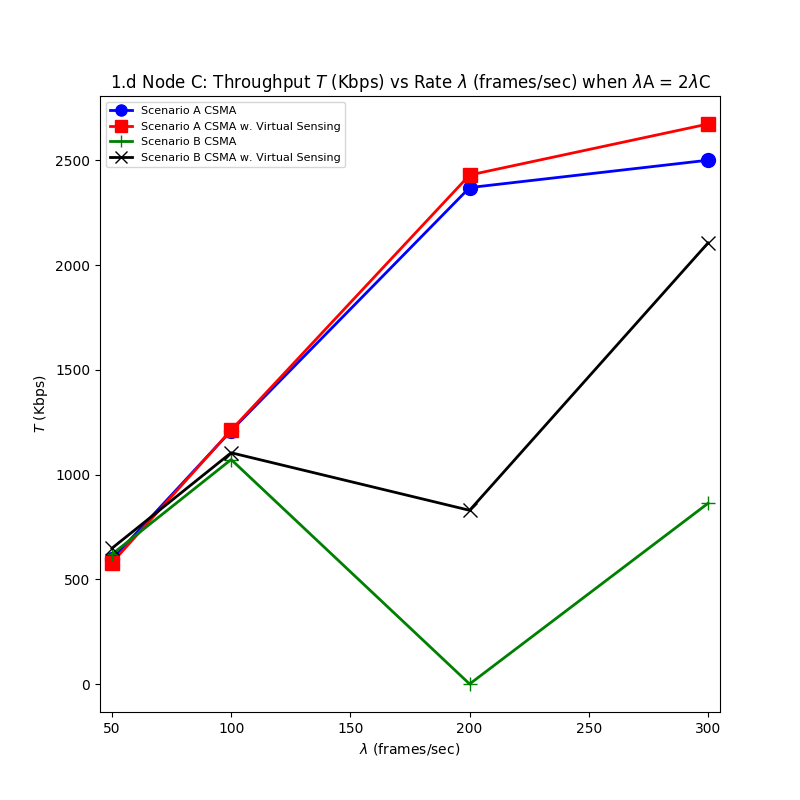 1.d Node C: Throughput T (Kbps) vs Rate λ (frames/sec) when λA = 2λC
Scenario A CSMA
Scenario A CSMA w. Virtual Sensing
Scenario B CSMA
Scenario B CSMA w. Virtual Sensing
2500
2000
1500
1000
500
0
T (Kbps)
50 100 150 200 250 300
λ (frames/sec)